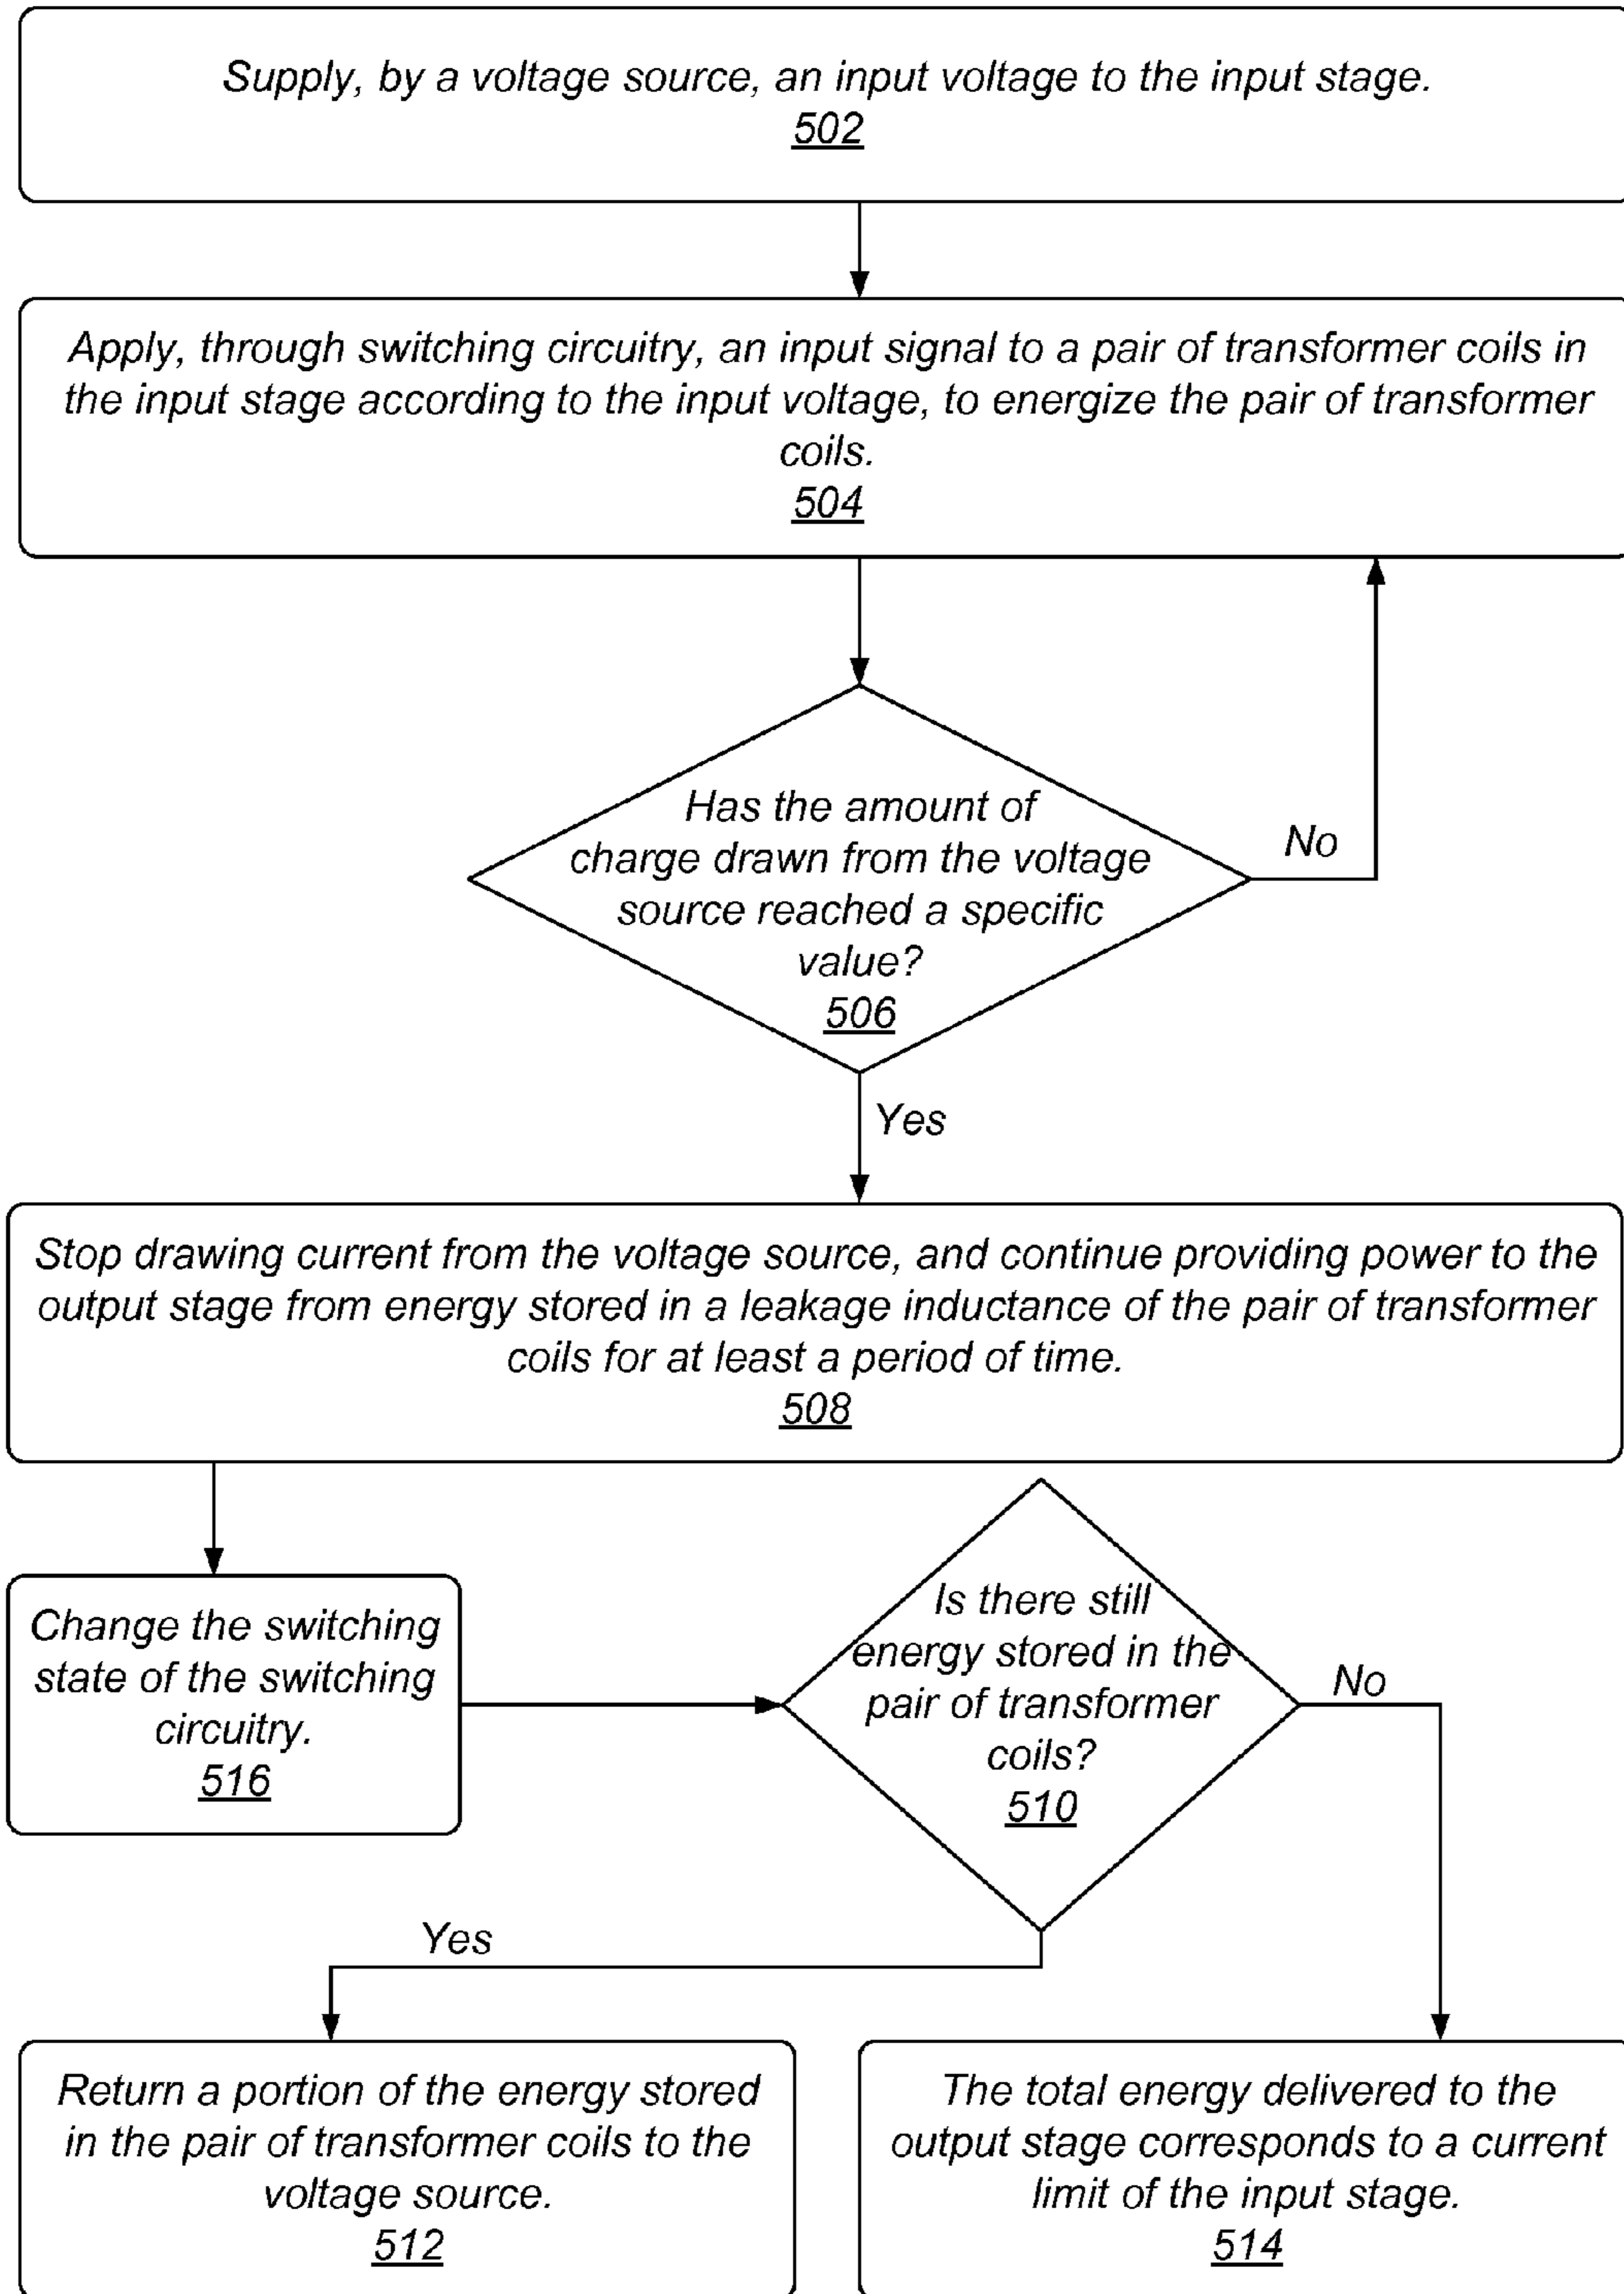 Supply, by a voltage source, an input voltage to the input stage.
502
Apply, through switching circuitry, an input signal to a pair of transformer coils in
the input stage according to the input voltage, to energize the pair of transformer
coils.
504
Has the amount of
charge drawn from the voltage
source reached a specific
value?
506
No
Yes
Stop drawing current from the voltage source, and continue providing power to the
output stage from energy stored in a leakage inductance of the pair of transformer
coils for at least a period of time.
508
Change the switching
state of the switching
circuitry.
516
Is there still
energy stored in the
pair of transformer
coils?
510
No
Yes
Return a portion of the energy stored
in the pair of transformer coils to the
voltage source.
512
The total energy delivered to the
output stage corresponds to a current
limit of the input stage.
514